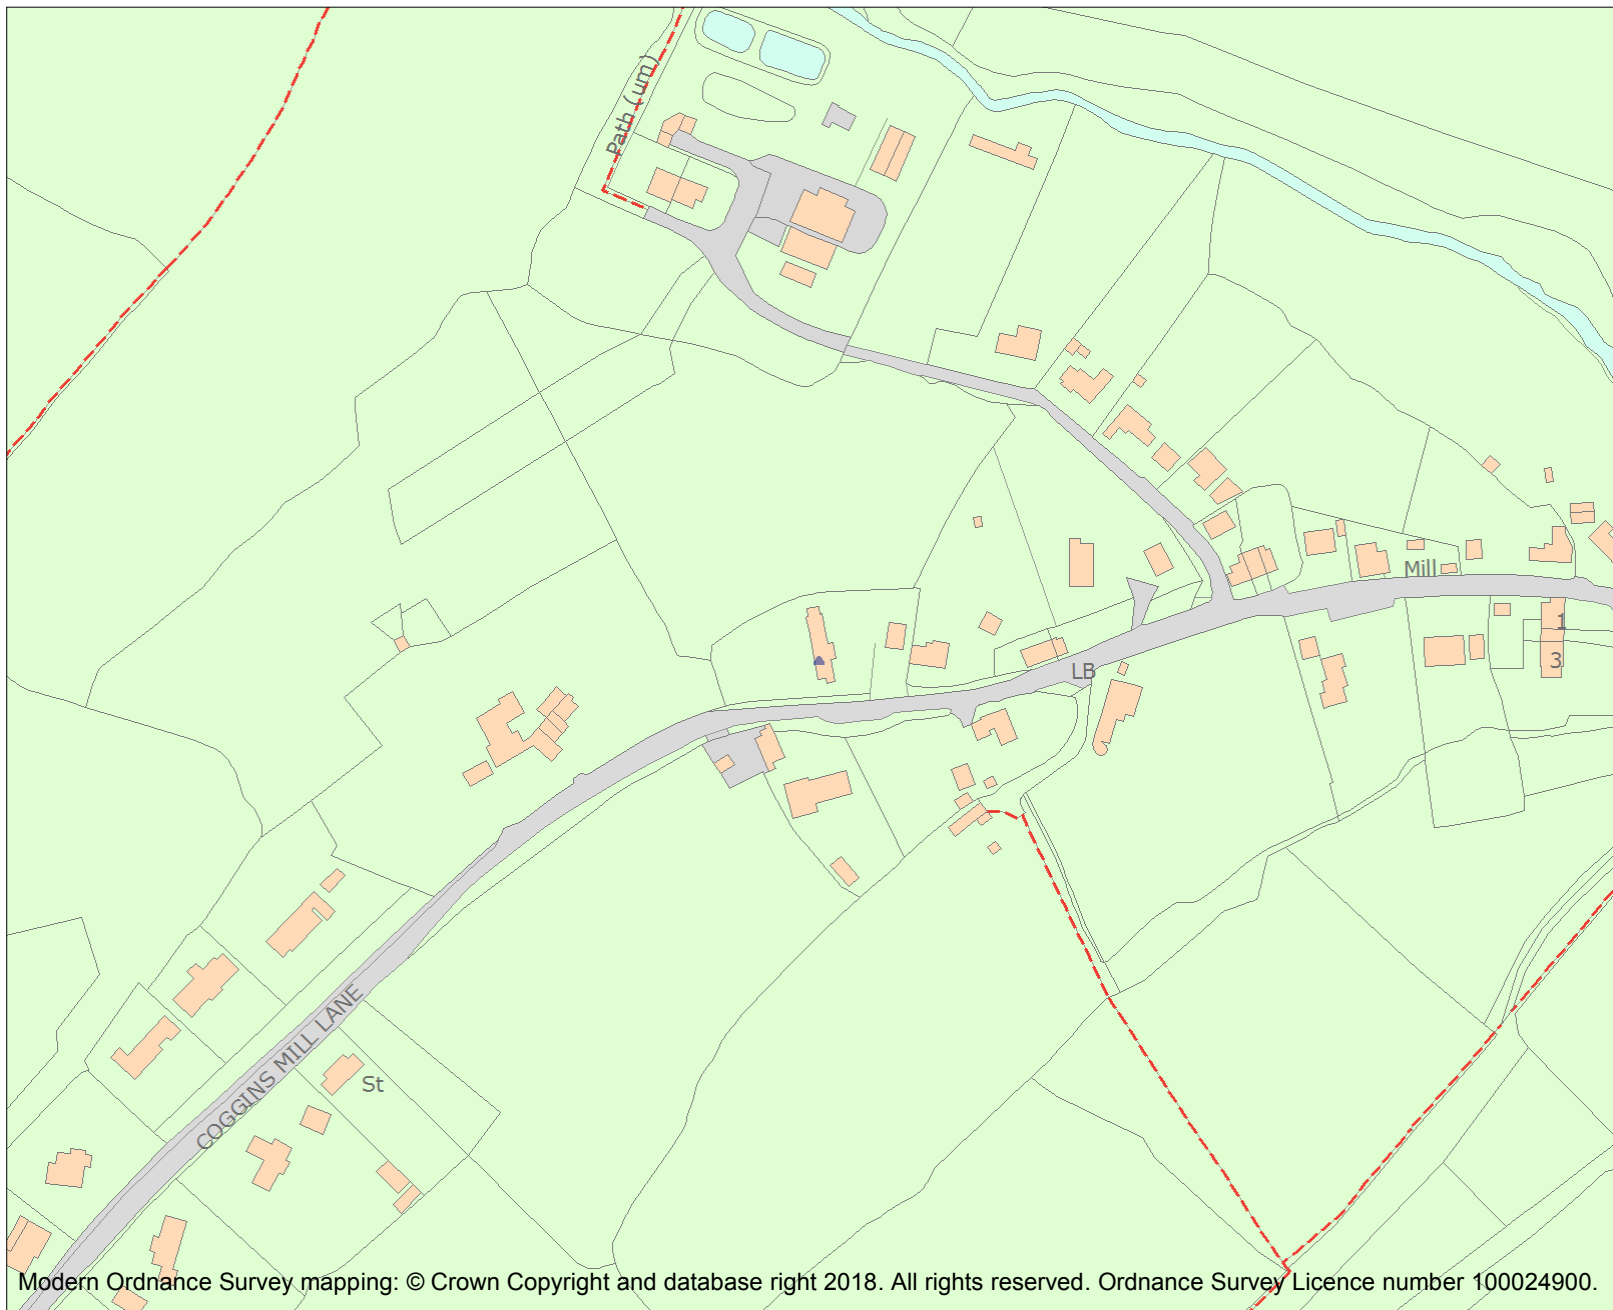 Path (um)
Mill
1
3
LB
COGGINS MILL LANE
St
Modern Ordnance Survey mapping: © Crown Copyright and database right 2018. All rights reserved. Ordnance Survey Licence number 100024900.